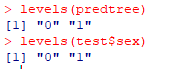 > levels(predtree)
[1] "0" "1"
> levels(test$sex)
[1] "0" "1"